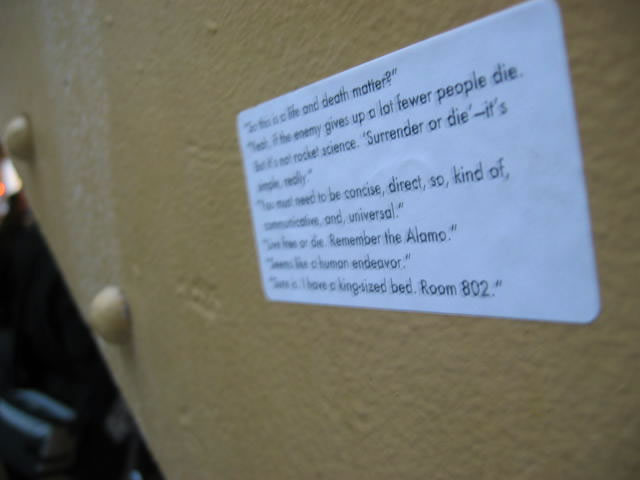 "So this is a life and death matter?"
"Yeah. If the enemy gives up a lot fewer people die.
But it's not rocket science. 'Surrender or die'—it's
simple, really."
"You must need to be concise, direct, so, kind of,
communicative, and, universal."
"Live free or die. Remember the Alamo."
"Seems like a human endeavor."
"Sure is. I have a king-sized bed. Room 802."